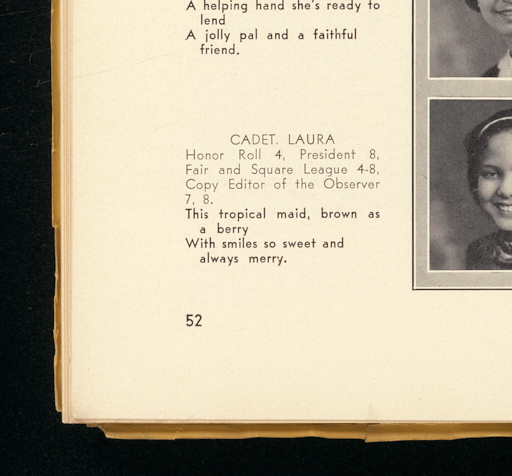 A helping hand she's ready to
lend
A jolly pal and a faithful
friend.
CADET, LAURA
Honor Roll 4, President 8,
Fair and Square League 4-8,
Copy Editor of the Observer
7, 8.
This tropical maid, brown as
a berry
With smiles so sweet and
always merry.
52